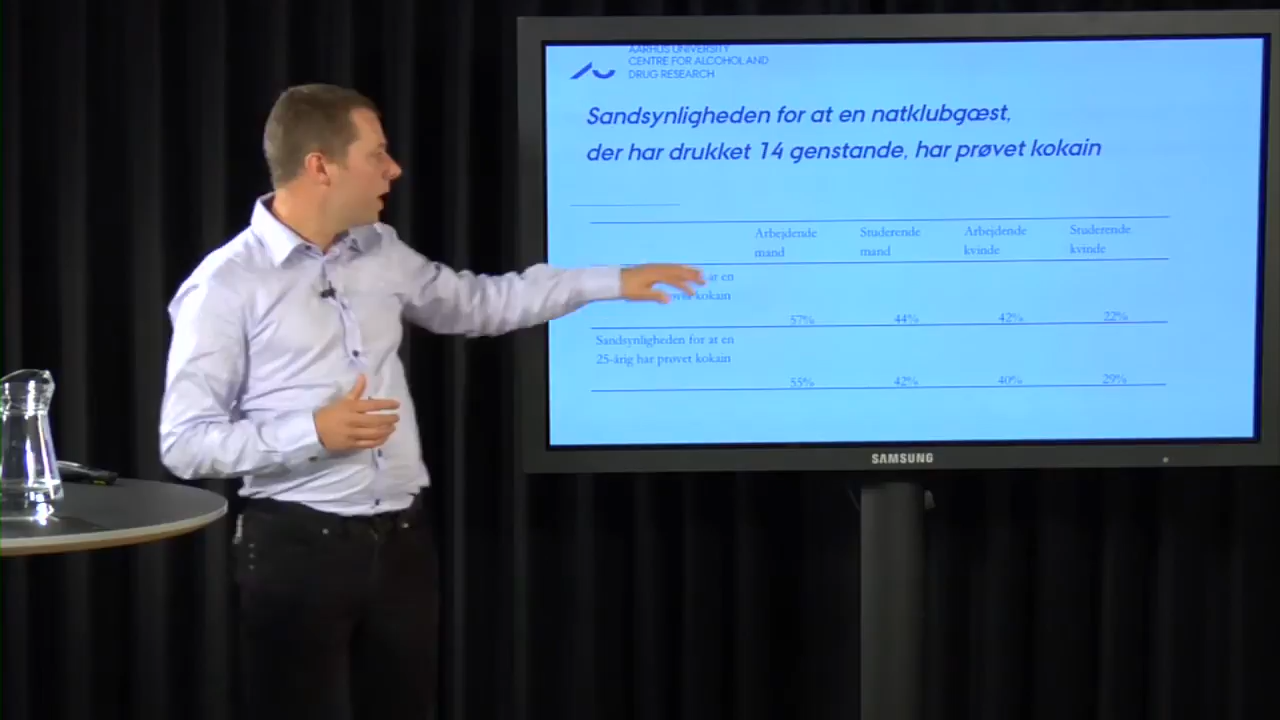 AARHUS UNIVERSITY
CENTRE FOR ALCOHOL AND
DRUG RESEARCH
Sandsynligheden for at en natklubgæst,
der har drukket 14 genstande, har prøvet kokain
Arbejdende mand
Studerende mand
Arbejdende kvinde
Studerende kvinde
at en
prøvet kokain
57% 44% 42% 22%
Sandsynligheden for at en
25-årig har prøvet kokain
55% 42% 40% 29%
SAMSUNG